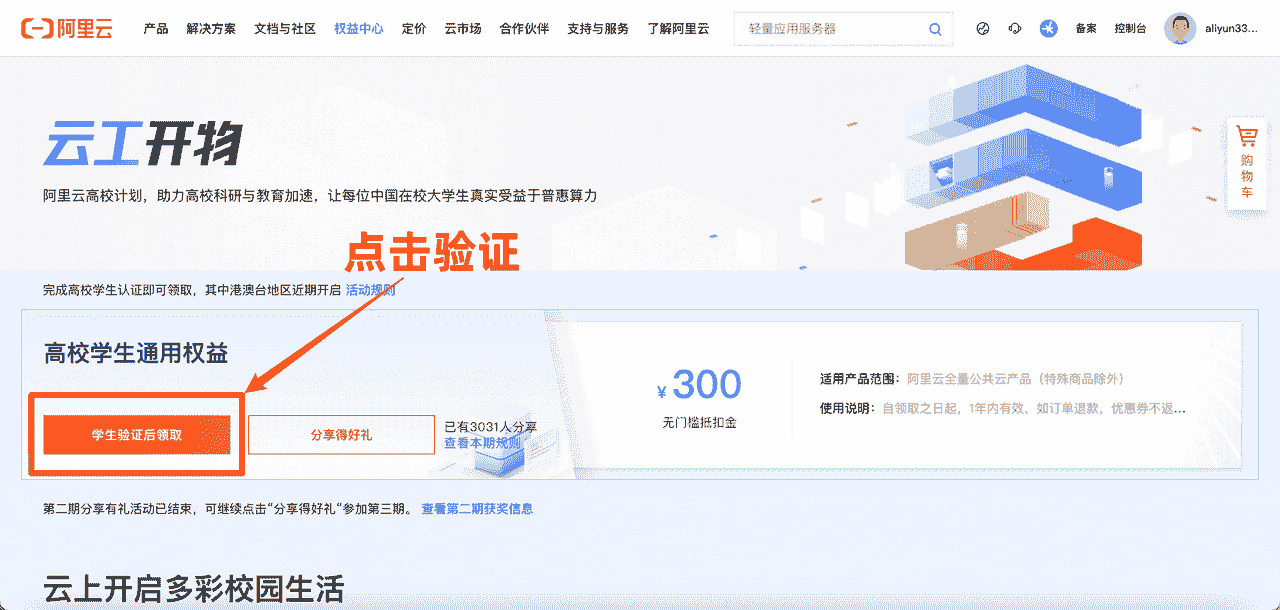 阿里云 产品 解决方案 文档与社区 权益中心 定价 云市场 合作伙伴 支持与服务 了解阿里云 轻量应用服务器 备案 控制台 aliyun33...
云工开物
阿里云高校计划，助力高校科研与教育加速，让每位中国在校大学生真实受益于普惠算力
购物车
点击验证
完成高校学生认证即可领取，其中港澳台地区近期开启 活动规则
高校学生通用权益
学生验证后领取
分享得好礼
已有3031人分享
查看本期规则
¥ 300
无门槛抵扣金
适用产品范围：阿里云全量公共云产品（特殊商品除外）
使用说明：自领取之日起，1年内有效，如订单退款，优惠券不返...
第二期分享有礼活动已结束，可继续点击“分享得好礼”参加第三期。 查看第二期获奖信息
云上开启多彩校园生活